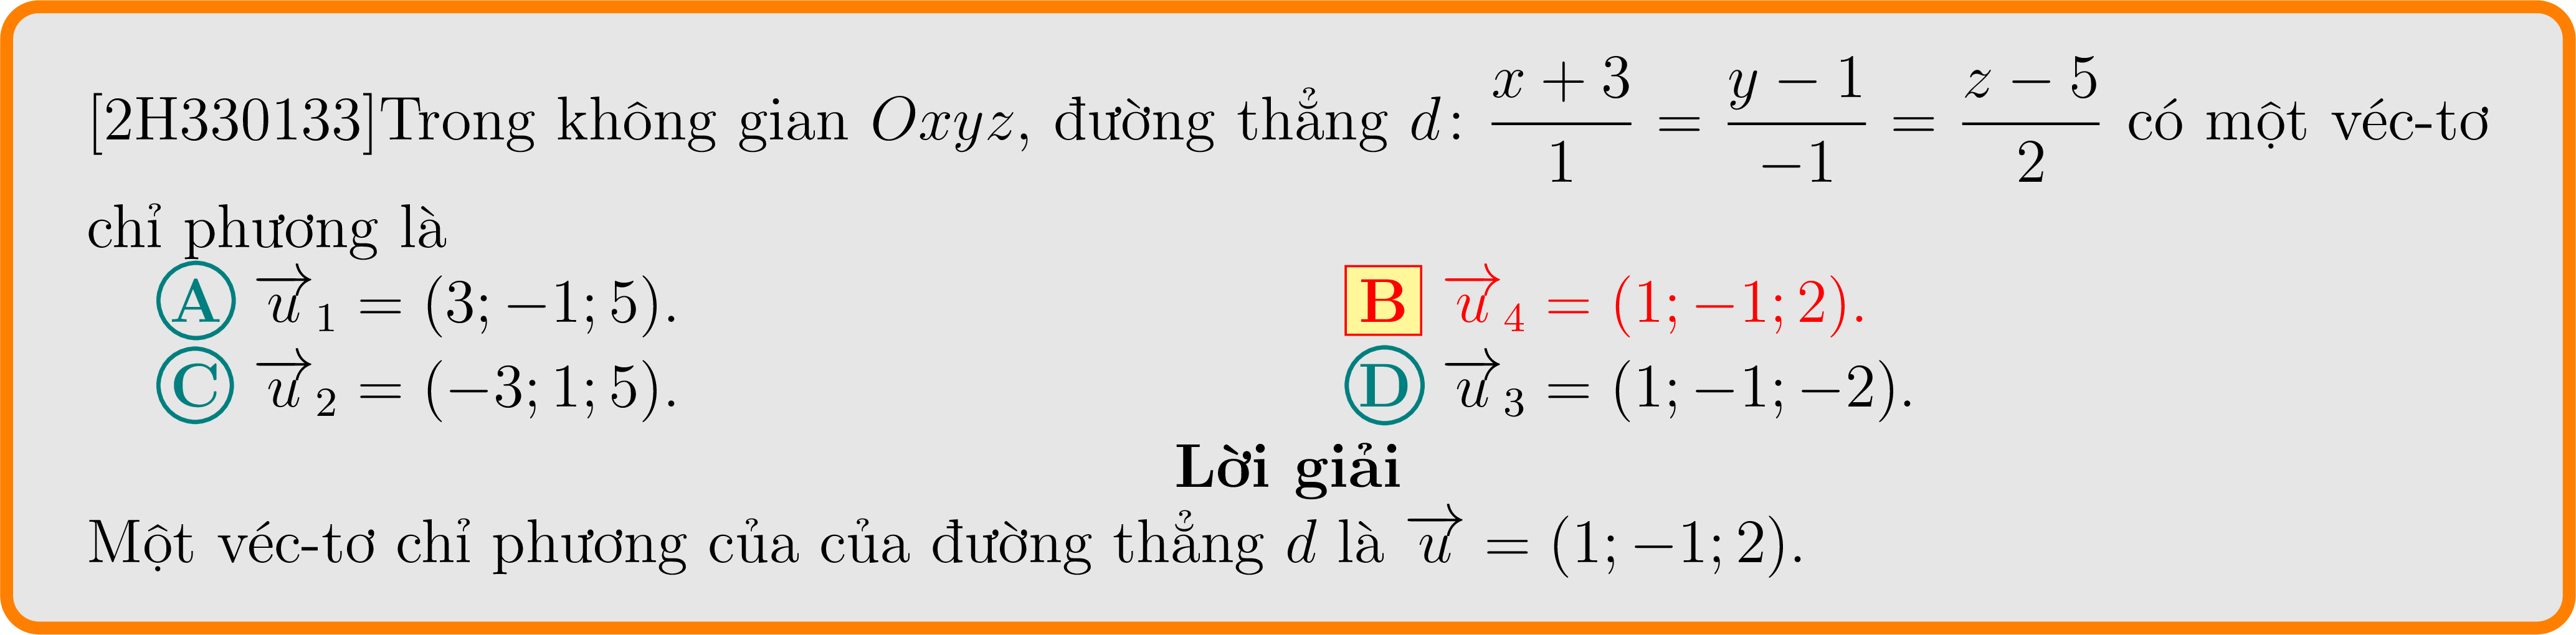 [2H330133]Trong không gian Oxyz, đường thẳng d: \frac{x+3}{1} = \frac{y-1}{-1} = \frac{z-5}{2} có một véc-tơ
chỉ phương là
A \overrightarrow{u}_1 = (3; −1; 5). B \overrightarrow{u}_4 = (1; −1; 2).
C \overrightarrow{u}_2 = (−3; 1; 5). D \overrightarrow{u}_3 = (1; −1; −2).
Lời giải
Một véc-tơ chỉ phương của của đường thẳng d là \overrightarrow{u} = (1; −1; 2).